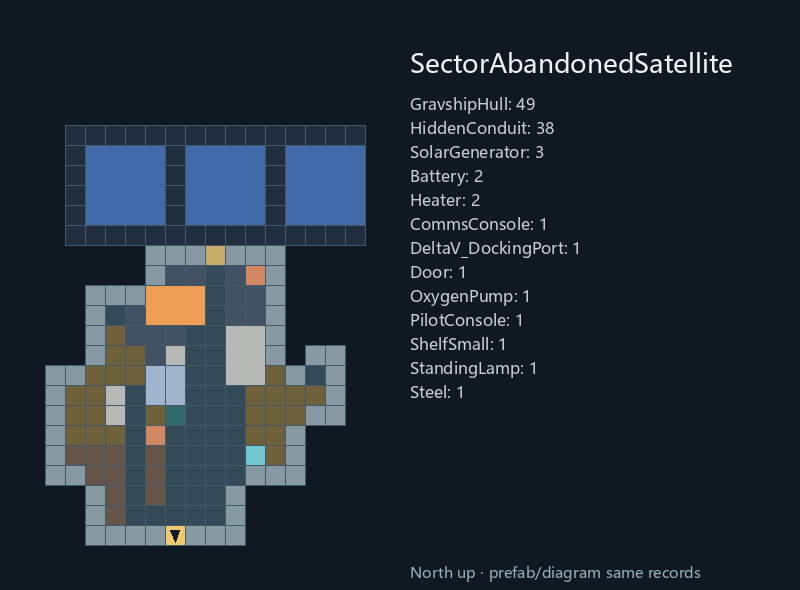 SectorAbandonedSatellite
GravshipHull: 49
HiddenConduit: 38
SolarGenerator: 3
Battery: 2
Heater: 2
CommsConsole: 1
DeltaV_DockingPort: 1
Door: 1
OxygenPump: 1
PilotConsole: 1
ShelfSmall: 1
StandingLamp: 1
Steel: 1
North up · prefab/diagram same records